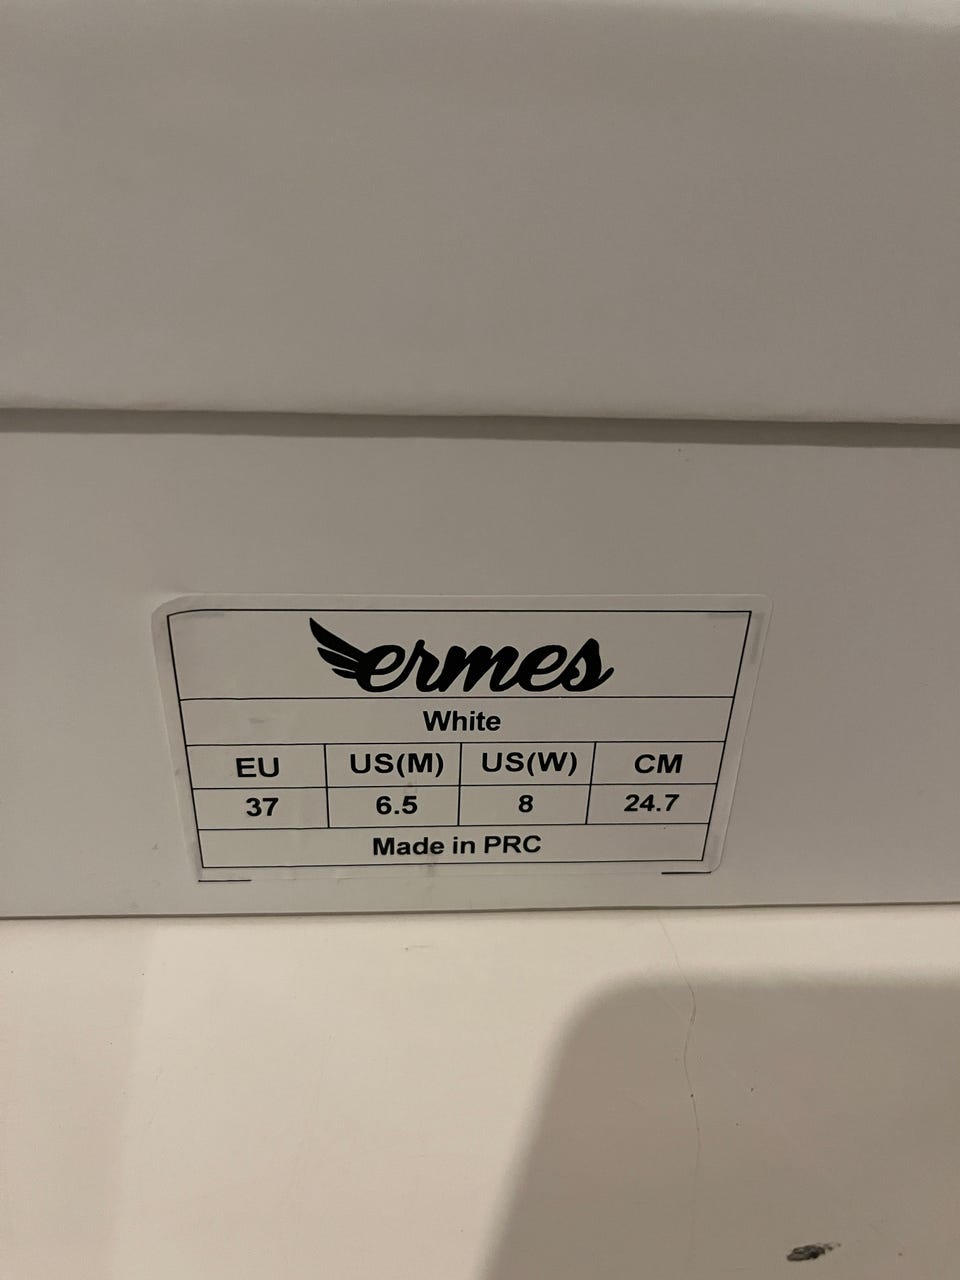 ermes
White
EU US(M) US(W) CM
37 6.5 8 24.7
Made in PRC